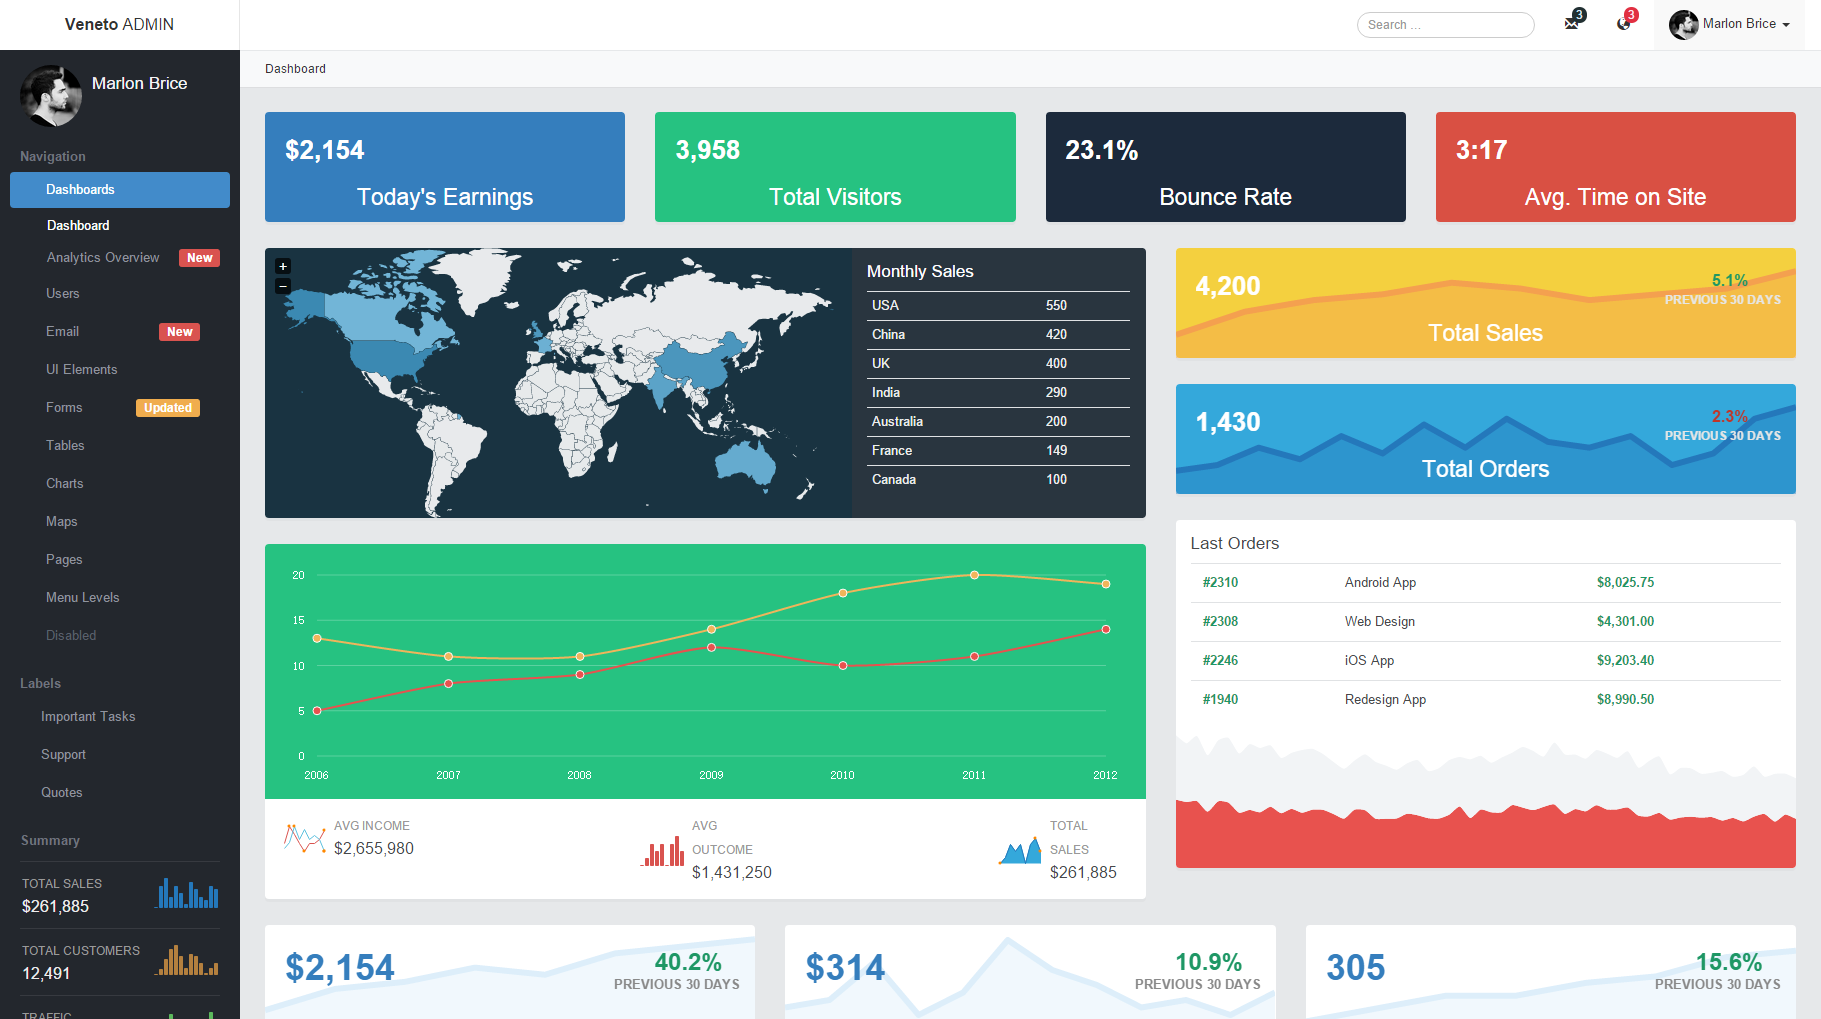 Veneto ADMIN
Search ...
3
3
Marlon Brice
Marlon Brice
Navigation
Dashboards
Dashboard
Analytics Overview New
Users
Email New
UI Elements
Forms Updated
Tables
Charts
Maps
Pages
Menu Levels
Disabled
Labels
Important Tasks
Support
Quotes
Summary
TOTAL SALES
$261,885
TOTAL CUSTOMERS
12,491
TRAFFIC
Dashboard
$2,154
Today's Earnings
3,958
Total Visitors
23.1%
Bounce Rate
3:17
Avg. Time on Site
+
−
Monthly Sales
USA 550
China 420
UK 400
India 290
Australia 200
France 149
Canada 100
4,200
5.1%
PREVIOUS 30 DAYS
Total Sales
1,430
2.3%
PREVIOUS 30 DAYS
Total Orders
20
15
10
5
0
2006 2007 2008 2009 2010 2011 2012
AVG INCOME
$2,655,980
AVG
OUTCOME
$1,431,250
TOTAL
SALES
$261,885
Last Orders
#2310 Android App $8,025.75
#2308 Web Design $4,301.00
#2246 iOS App $9,203.40
#1940 Redesign App $8,990.50
$2,154
40.2%
PREVIOUS 30 DAYS
$314
10.9%
PREVIOUS 30 DAYS
305
15.6%
PREVIOUS 30 DAYS